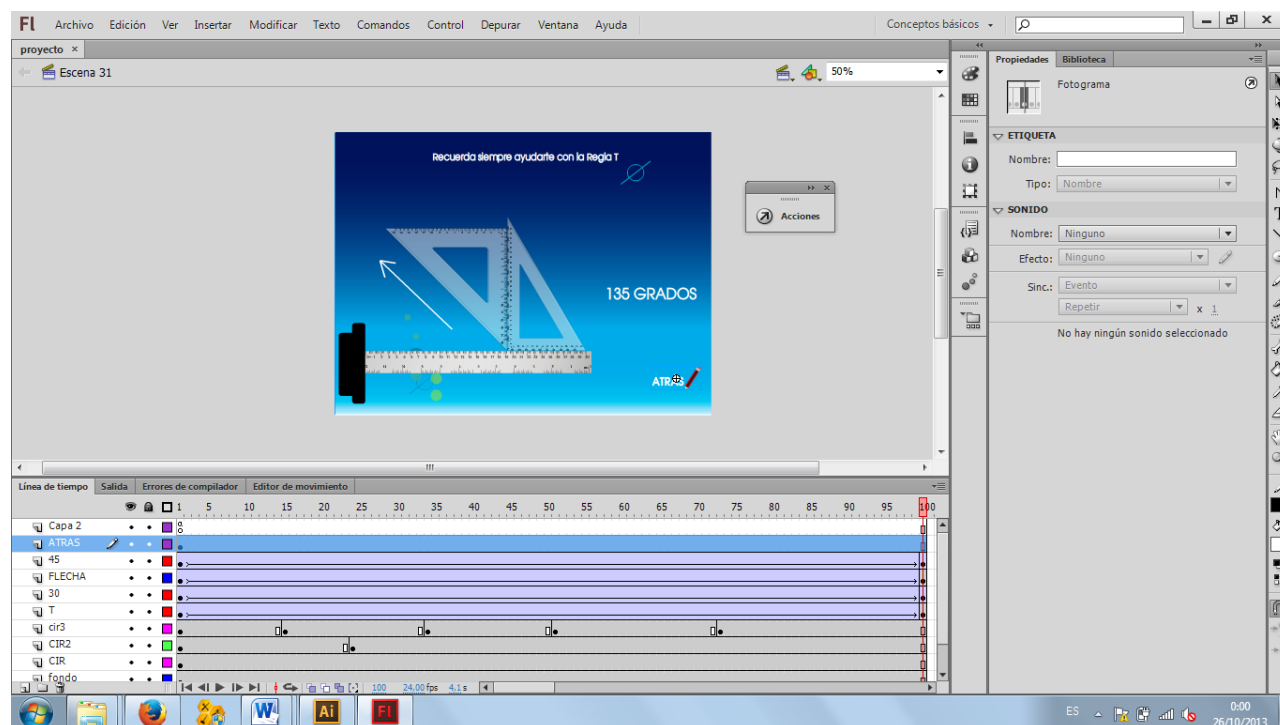 Fl Archivo Edición Ver Insertar Modificar Texto Comandos Control Depurar Ventana Ayuda Conceptos básicos
proyecto ×
Escena 31 50%
Recuerda siempre ayudarte con la Regla T
Acciones
135 GRADOS
ATRAS
Propiedades Biblioteca
Fotograma
ETIQUETA
Nombre:
Tipo: Nombre
SONIDO
Nombre: Ninguno
Efecto: Ninguno
Sinc.: Evento
Repetir x 1
No hay ningún sonido seleccionado
Línea de tiempo Salida Errores de compilador Editor de movimiento
1 5 10 15 20 25 30 35 40 45 50 55 60 65 70 75 80 85 90 95 100
Capa 2
ATRAS
45
FLECHA
30
T
cir3
CIR2
CIR
fondo
100 24,00 fps 4,1 s
W Ai Fl
ES 0:00
26/10/2013